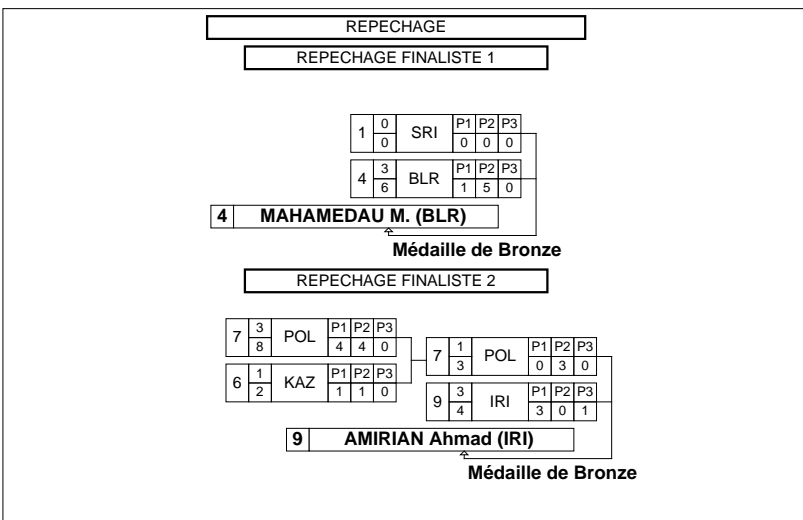 REPECHAGE
REPECHAGE FINALISTE 1
1 0 SRI P1 P2 P3
0 0 0 0
4 3 BLR P1 P2 P3
6 1 5 0
4 MAHAMEDAU M. (BLR)
Médaille de Bronze
REPECHAGE FINALISTE 2
7 3 POL P1 P2 P3
8 4 4 0
6 1 KAZ P1 P2 P3
2 1 1 0
7 1 POL P1 P2 P3
3 0 3 0
9 3 IRI P1 P2 P3
4 3 0 1
9 AMIRIAN Ahmad (IRI)
Médaille de Bronze